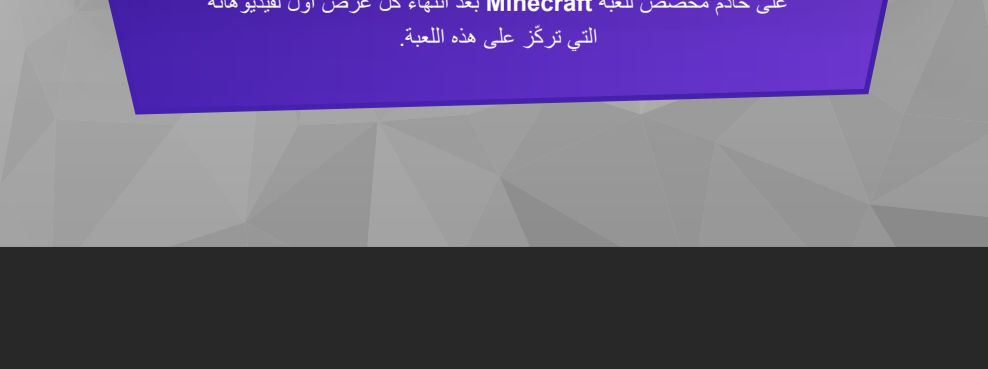 على خادم مخصص للعبة Minecraft بعد انتهاء كل عرض أول لفيديوهاته
التي تركّز على هذه اللعبة.